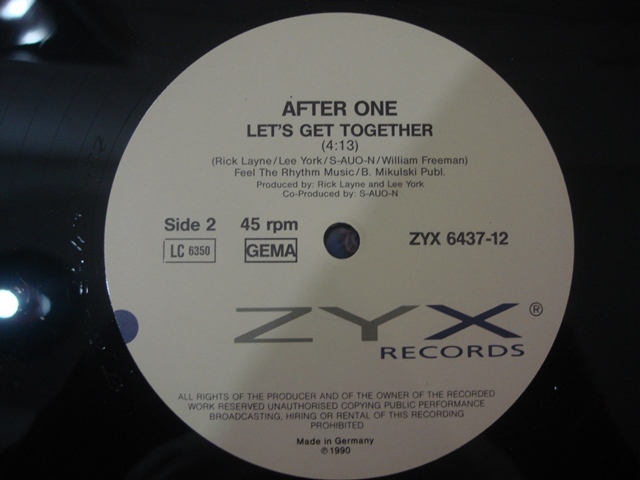 AFTER ONE
LET'S GET TOGETHER
(4:13)
(Rick Layne/Lee York/S-AUO-N/William Freeman)
Feel The Rhythm Music/B. Mikulski Publ.
Produced by: Rick Layne and Lee York
Co-Produced by: S-AUO-N
Side 2 45 rpm
ZYX 6437-12
LC 6350 GEMA
ZYX ®
RECORDS
ALL RIGHTS OF THE PRODUCER AND OF THE OWNER OF THE RECORDED
WORK RESERVED UNAUTHORISED COPYING PUBLIC PERFORMANCE
BROADCASTING, HIRING OR RENTAL OF THIS RECORDING
PROHIBITED
Made in Germany
℗1990